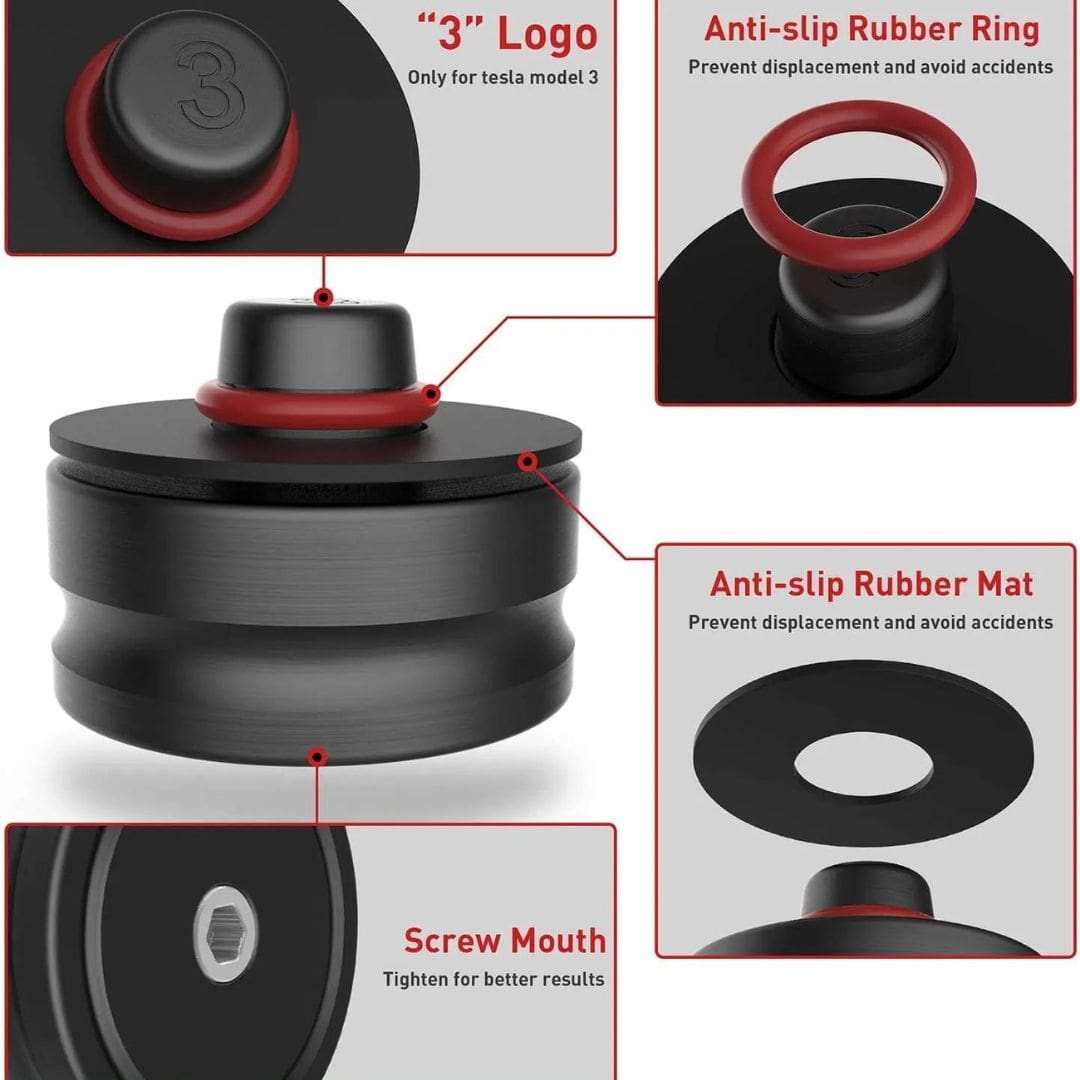 "3" Logo
Only for tesla model 3
3
Anti-slip Rubber Ring
Prevent displacement and avoid accidents
3
Anti-slip Rubber Mat
Prevent displacement and avoid accidents
Screw Mouth
Tighten for better results